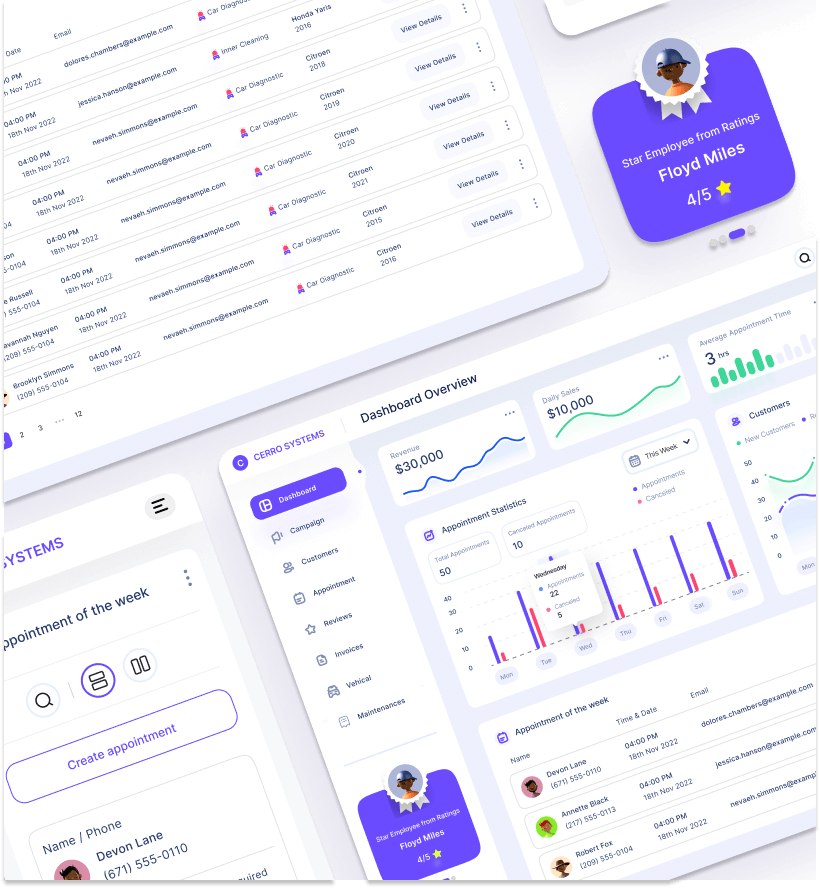 Date
Email
Car Diagnostic
04:00 PM
18th Nov 2022
dolores.chambers@example.com
Inner Cleaning
Honda Yaris
2016
View Details
04:00 PM
18th Nov 2022
jessica.hanson@example.com
Car Diagnostic
Citroen
2018
View Details
04:00 PM
18th Nov 2022
nevaeh.simmons@example.com
Car Diagnostic
Citroen
2019
View Details
04:00 PM
18th Nov 2022
nevaeh.simmons@example.com
Car Diagnostic
Citroen
2020
View Details
04:00 PM
18th Nov 2022
nevaeh.simmons@example.com
Car Diagnostic
Citroen
2021
View Details
Russell
04:00 PM
18th Nov 2022
nevaeh.simmons@example.com
Car Diagnostic
Citroen
2015
View Details
Savannah Nguyen
(209) 555-0104
04:00 PM
18th Nov 2022
nevaeh.simmons@example.com
Car Diagnostic
Citroen
2016
Brooklyn Simmons
(209) 555-0104
04:00 PM
18th Nov 2022
nevaeh.simmons@example.com
2 3 ... 12
Star Employee from Ratings
Floyd Miles
4/5
SYSTEMS
ppointment of the week
Create appointment
Name / Phone
Devon Lane
(671) 555-0110
quired
C CERRO SYSTEMS
Dashboard
Campaign
Customers
Appointment
Reviews
Invoices
Vehical
Maintenances
Star Employee from Ratings
Floyd Miles
4/5
Dashboard Overview
Revenue
$30,000
Daily Sales
$10,000
Average Appointment Time
3 hrs
Appointment Statistics
This Week
Appointments
Canceled
Total Appointments
50
Canceled Appointments
10
40
30
20
10
0
Wednesday
Appointments
22
Canceled
5
Mon
Tue
Wed
Thu
Fri
Sat
Sun
Customers
New Customers
50
40
30
20
10
0
Mon
Appointment of the week
Name
Time & Date
Email
Devon Lane
(671) 555-0110
04:00 PM
18th Nov 2022
dolores.chambers@example.com
Annette Black
(217) 555-0113
04:00 PM
18th Nov 2022
jessica.hanson@example.com
Robert Fox
(209) 555-0104
04:00 PM
18th Nov 2022
nevaeh.simmons@examp